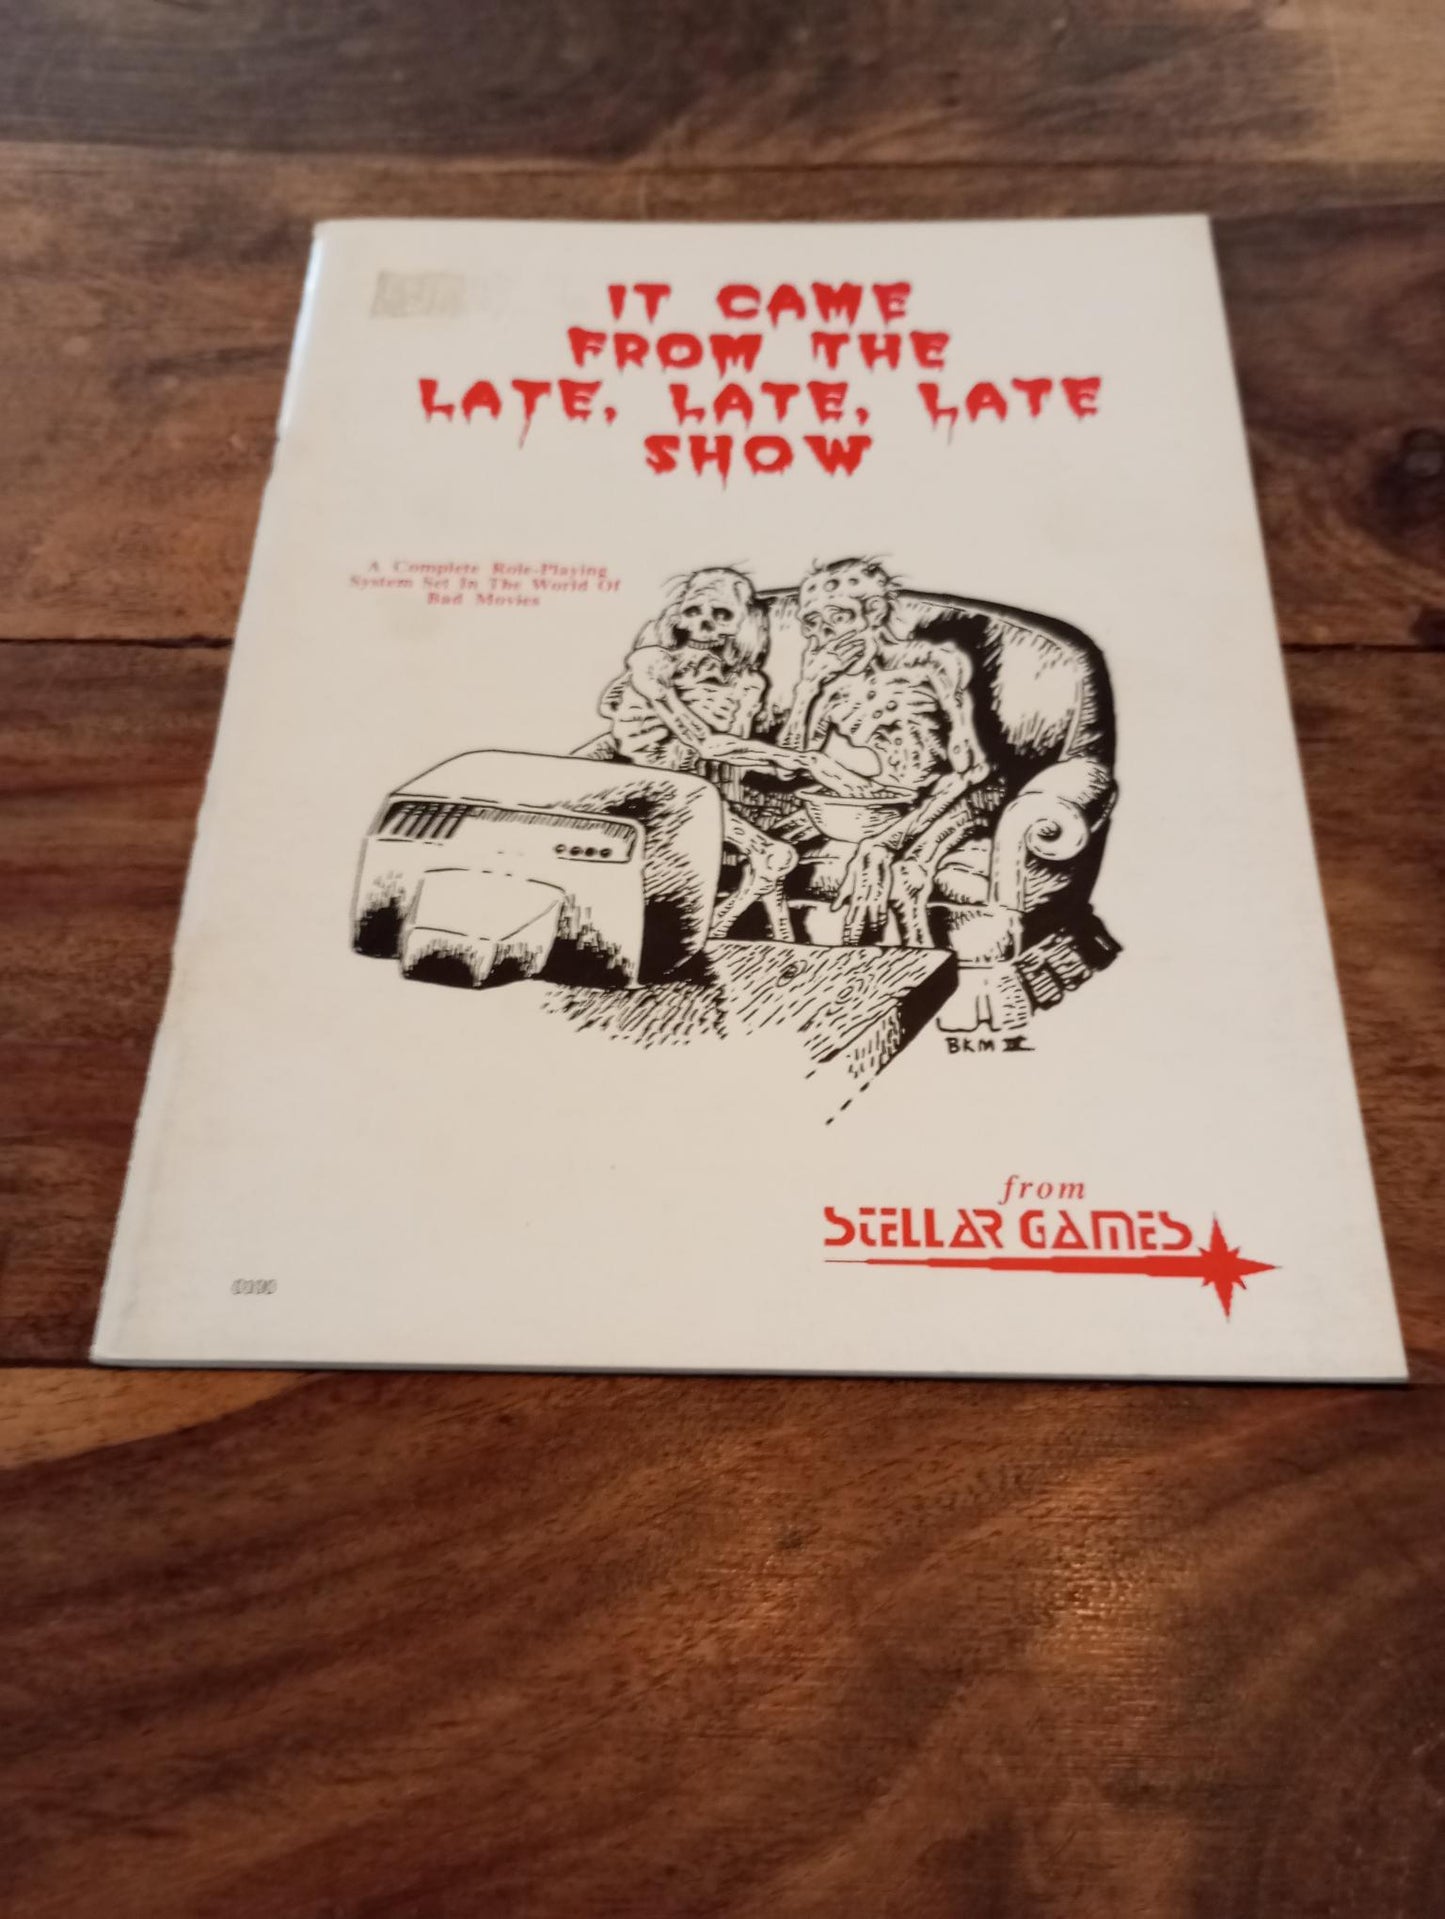 IT CAME
FROM THE
LATE, LATE, LATE
SHOW
A Complete Role-Playing
System Set In The World Of
Bad Movies
BKM
from
STELLAR GAMES